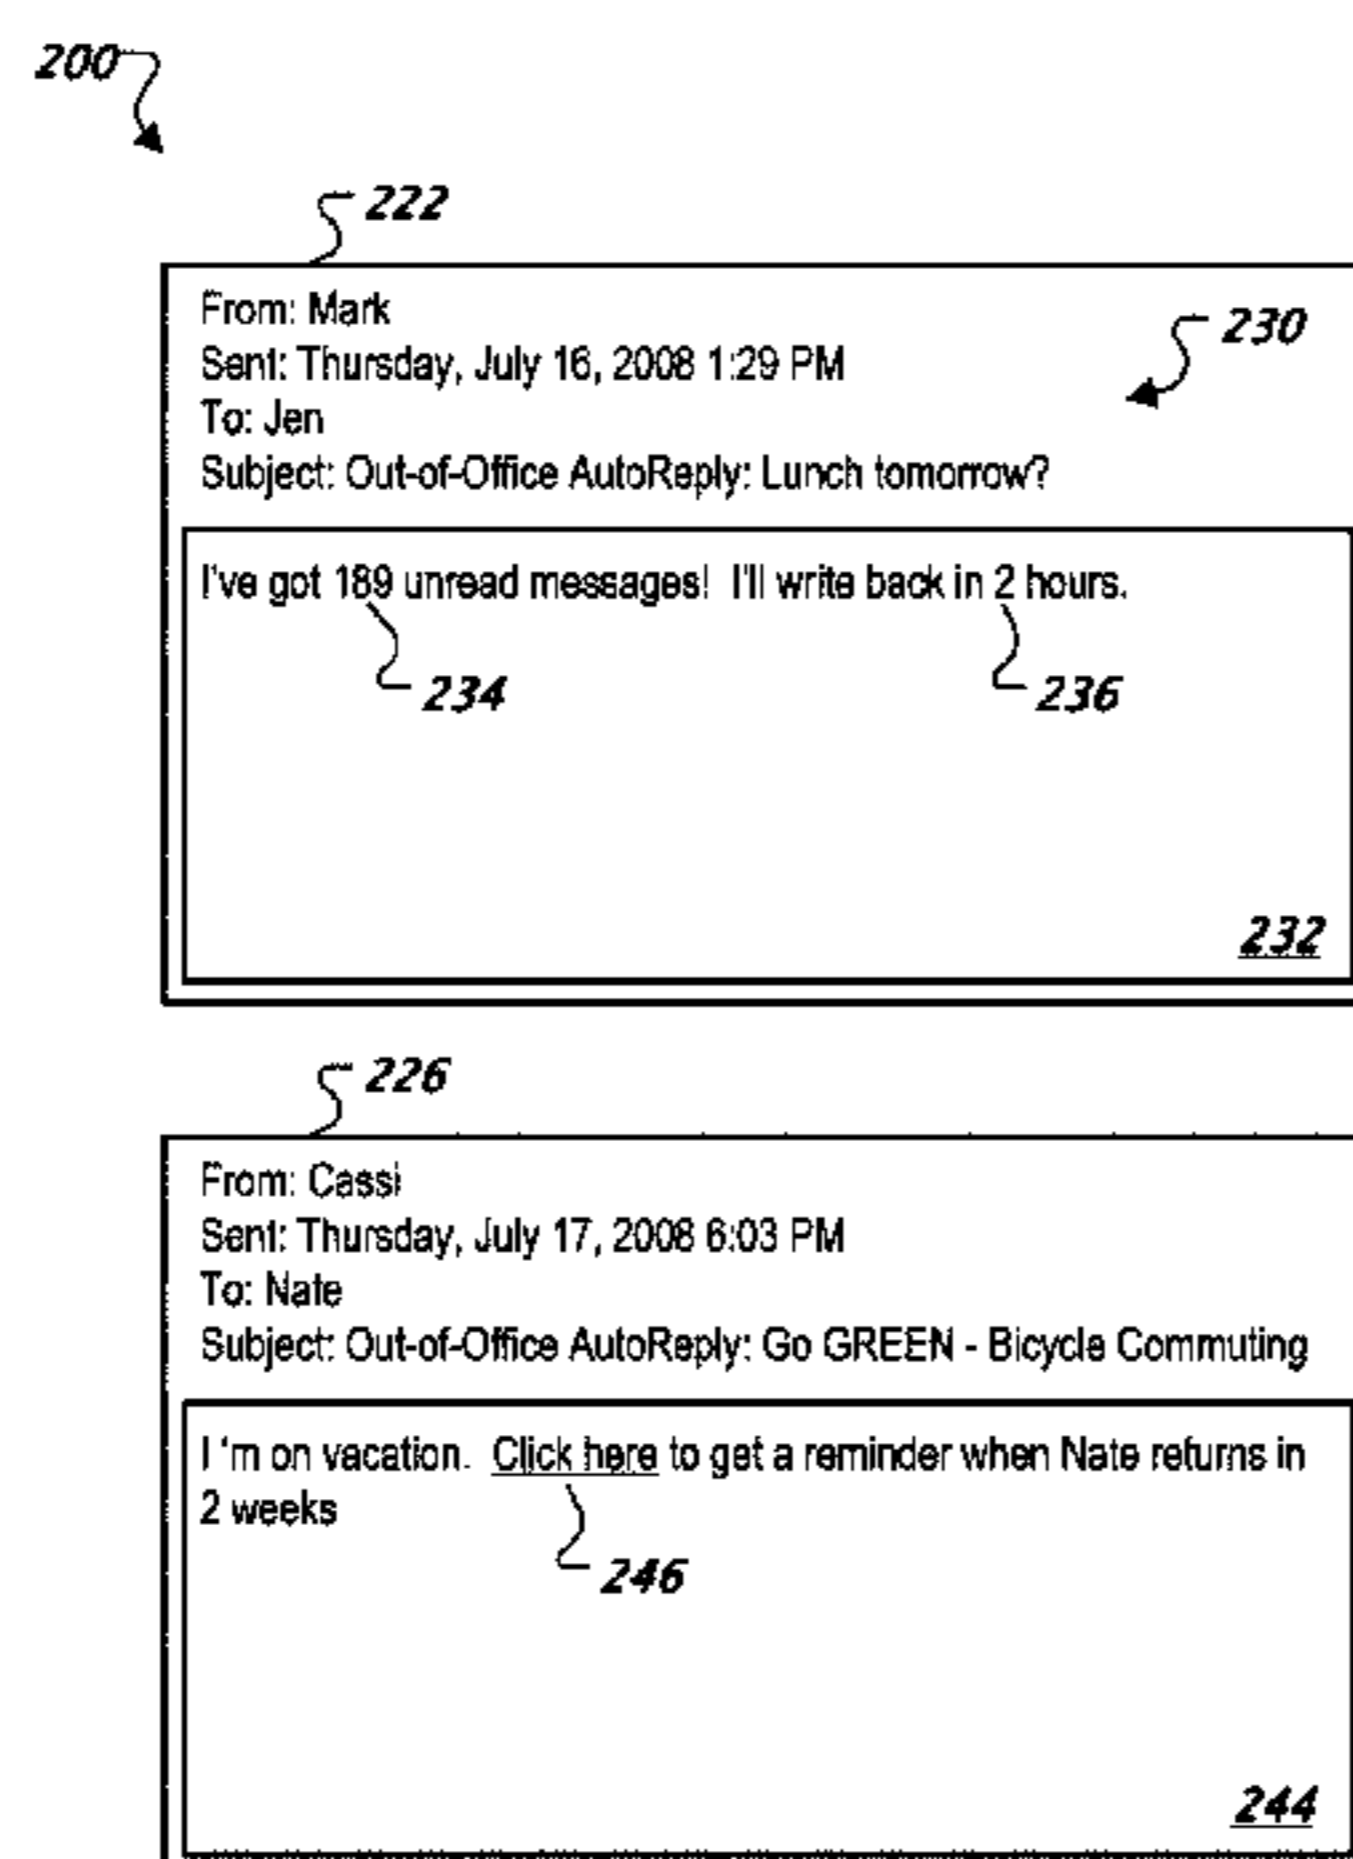 200
222
From: Mark
230
Sent: Thursday, July 16, 2008 1:29 PM
To: Jen
Subject: Out-of-Office AutoReply: Lunch tomorrow?
I've got 189 unread messages!  I'll write back in 2 hours.
234
236
232
226
From: Cassi
Sent: Thursday, July 17, 2008 6:03 PM
To: Nate
Subject: Out-of-Office AutoReply: Go GREEN - Bicycle Commuting
I 'm on vacation.  Click here to get a reminder when Nate returns in
2 weeks
246
244